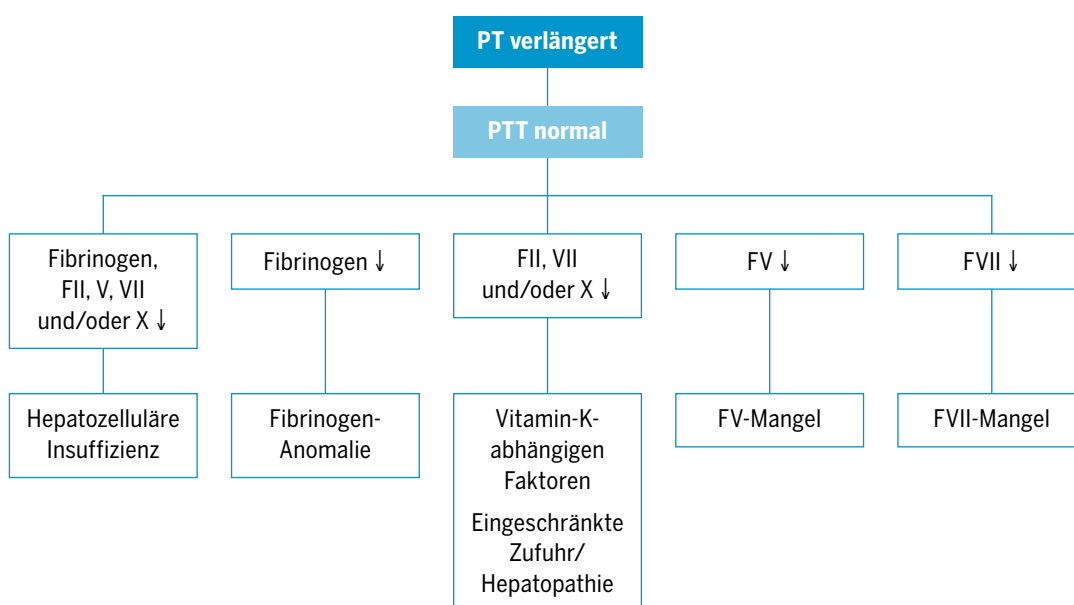 PT verlängert
PTT normal
Fibrinogen,
FII, V, VII
und/oder X ↓
Fibrinogen ↓
FII, VII
und/oder X ↓
FV ↓
FVII ↓
Hepatozelluläre
Insuffizienz
Fibrinogen-
Anomalie
Vitamin-K-
abhängigen
Faktoren
Eingeschränkte
Zufuhr/
Hepatopathie
FV-Mangel
FVII-Mangel